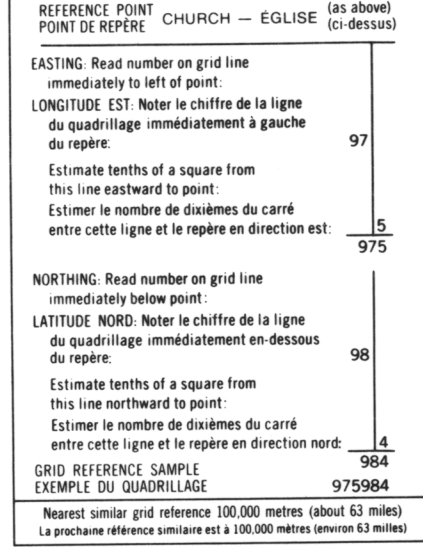 REFERENCE POINT CHURCH — ÉGLISE (as above)
POINT DE REPÈRE (ci-dessus)
EASTING: Read number on grid line
immediately to left of point:
LONGITUDE EST: Noter le chiffre de la ligne
du quadrillage immédiatement à gauche
du repère: 97
Estimate tenths of a square from
this line eastward to point:
Estimer le nombre de dixièmes du carré
entre cette ligne et le repère en direction est: 5
975
NORTHING: Read number on grid line
immediately below point:
LATITUDE NORD: Noter le chiffre de la ligne
du quadrillage immédiatement en-dessous
du repère: 98
Estimate tenths of a square from
this line northward to point:
Estimer le nombre de dixièmes du carré
entre cette ligne et le repère en direction nord: 4
GRID REFERENCE SAMPLE 984
EXEMPLE DU QUADRILLAGE 975984
Nearest similar grid reference 100,000 metres (about 63 miles)
La prochaine référence similaire est à 100,000 mètres (environ 63 milles)